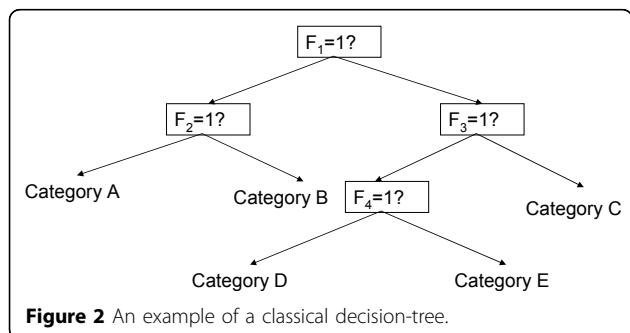 F₁=1?
F₂=1? F₃=1?
Category A Category B F₄=1? Category C
Category D Category E
Figure 2 An example of a classical decision-tree.